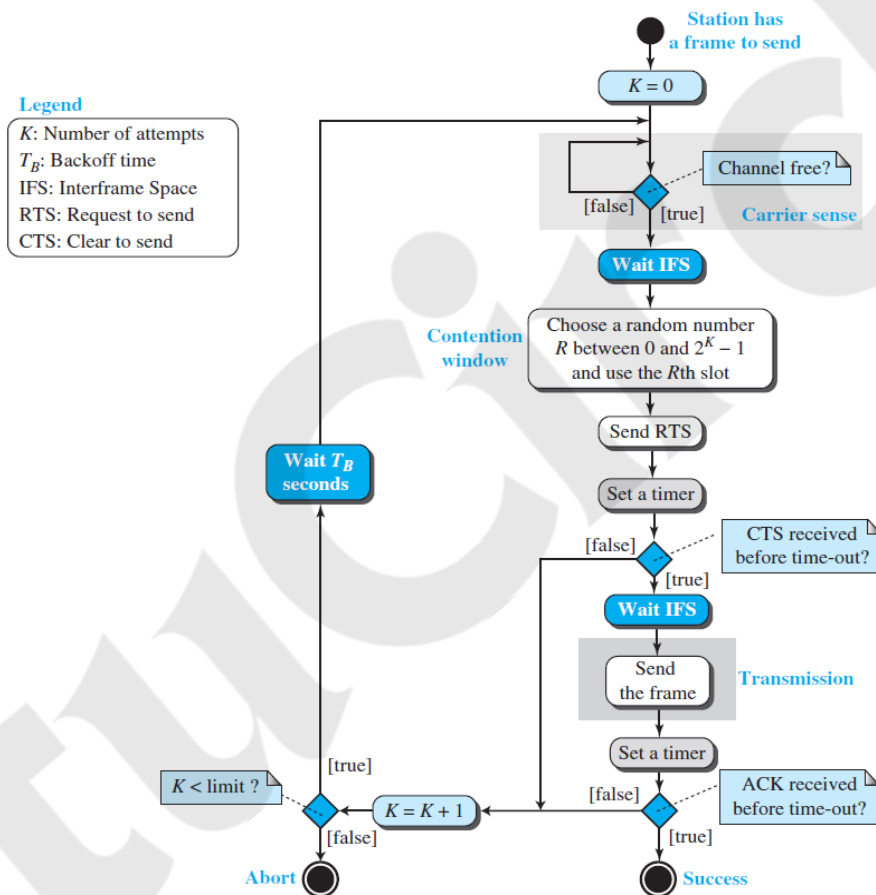 Station has
a frame to send
K = 0
Legend
K: Number of attempts
T_B: Backoff time
IFS: Interframe Space
RTS: Request to send
CTS: Clear to send
Channel free?
[false]
[true]
Carrier sense
Wait IFS
Contention
window
Choose a random number
R between 0 and 2^K − 1
and use the Rth slot
Send RTS
Wait T_B
seconds
Set a timer
[false]
CTS received
before time-out?
[true]
Wait IFS
Send
the frame
Transmission
Set a timer
[true]
K < limit ?
[false]
K = K + 1
[false]
ACK received
before time-out?
[true]
Abort
Success